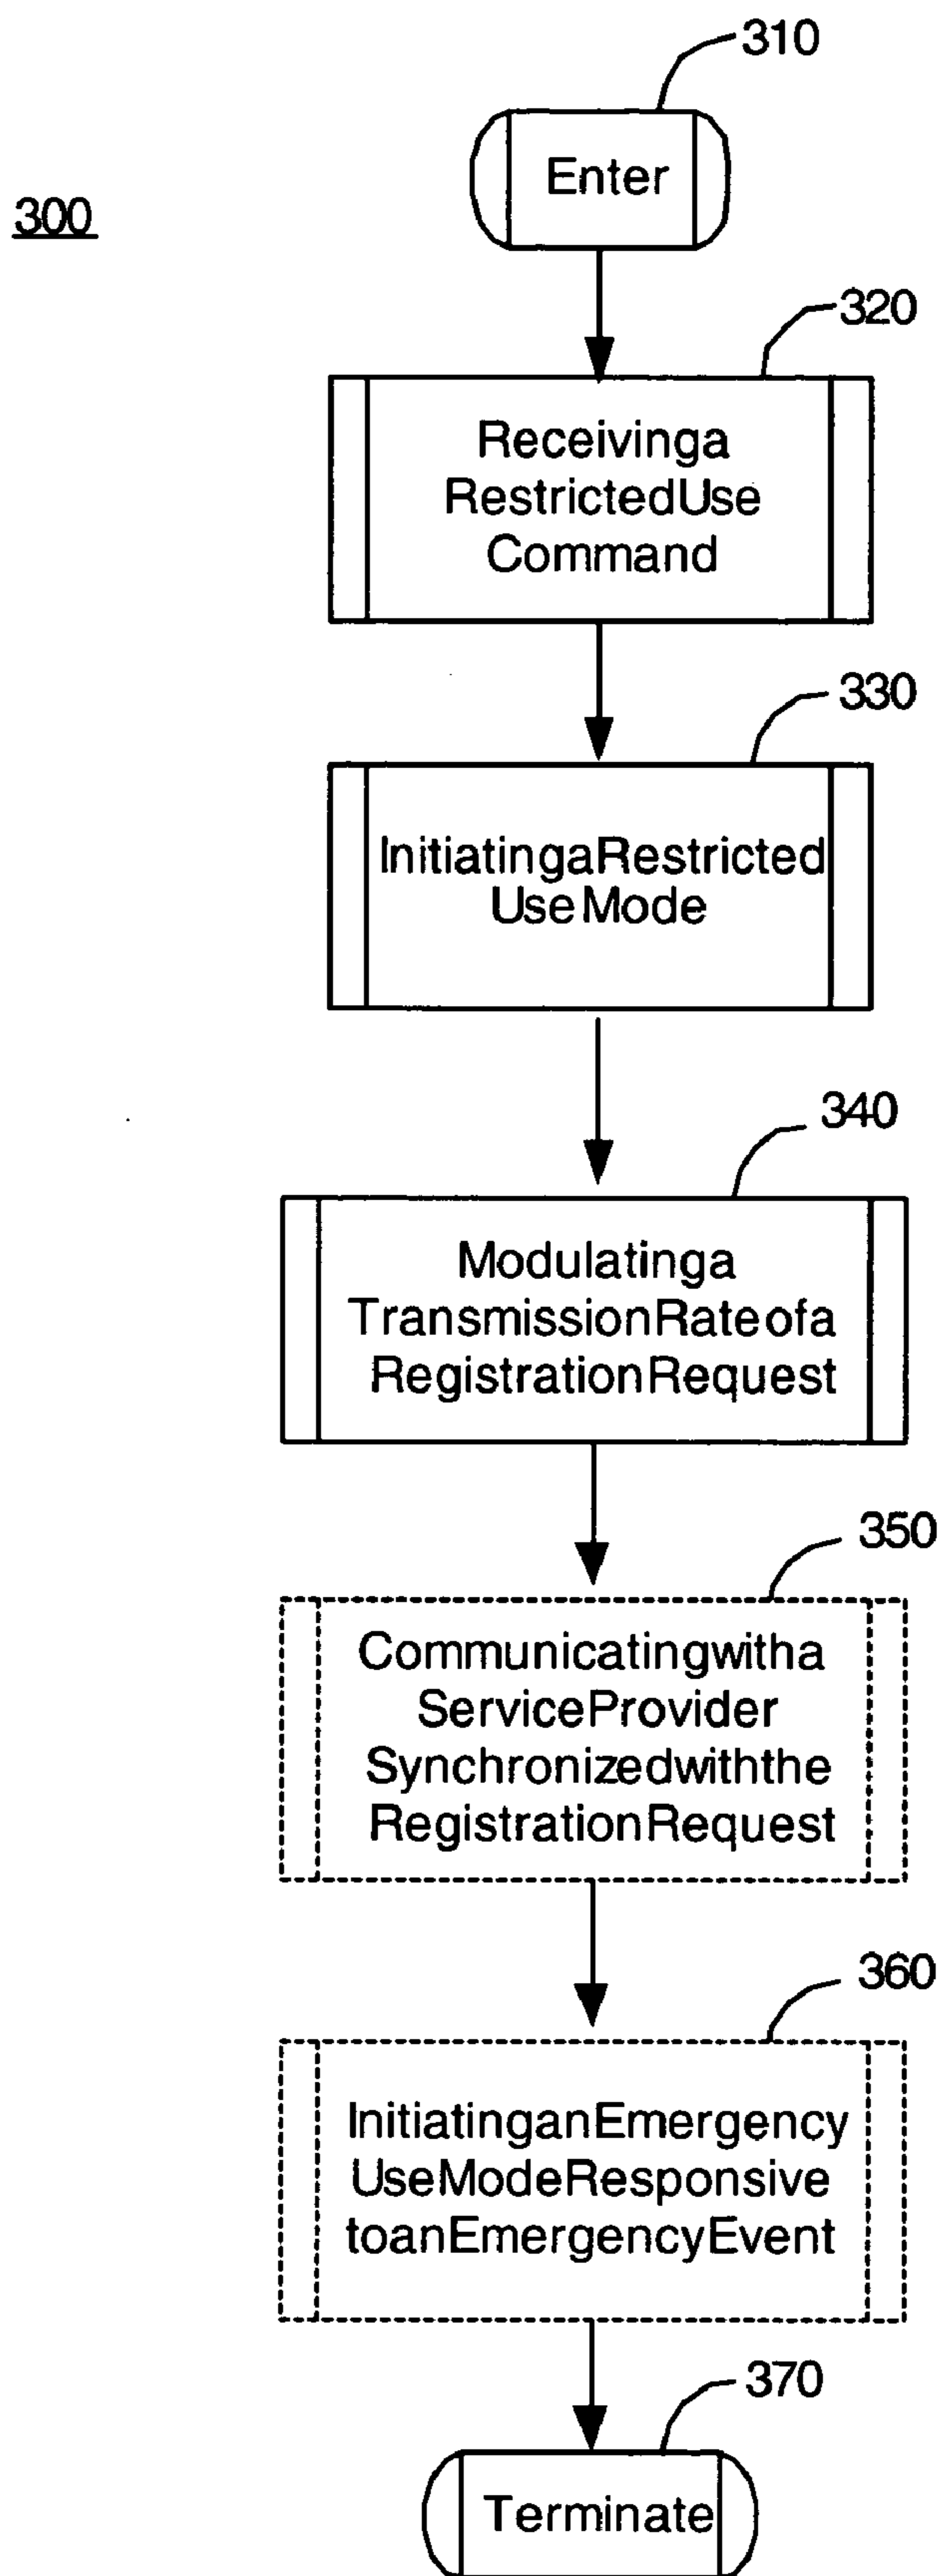 310
Enter
300
320
Receivinga
RestrictedUse
Command
330
InitiatingaRestricted
UseMode
340
Modulatinga
TransmissionRateofa
RegistrationRequest
350
Communicatingwitha
ServiceProvider
Synchronizedwiththe
RegistrationRequest
360
InitiatinganEmergency
UseModeResponsive
toanEmergencyEvent
370
Terminate